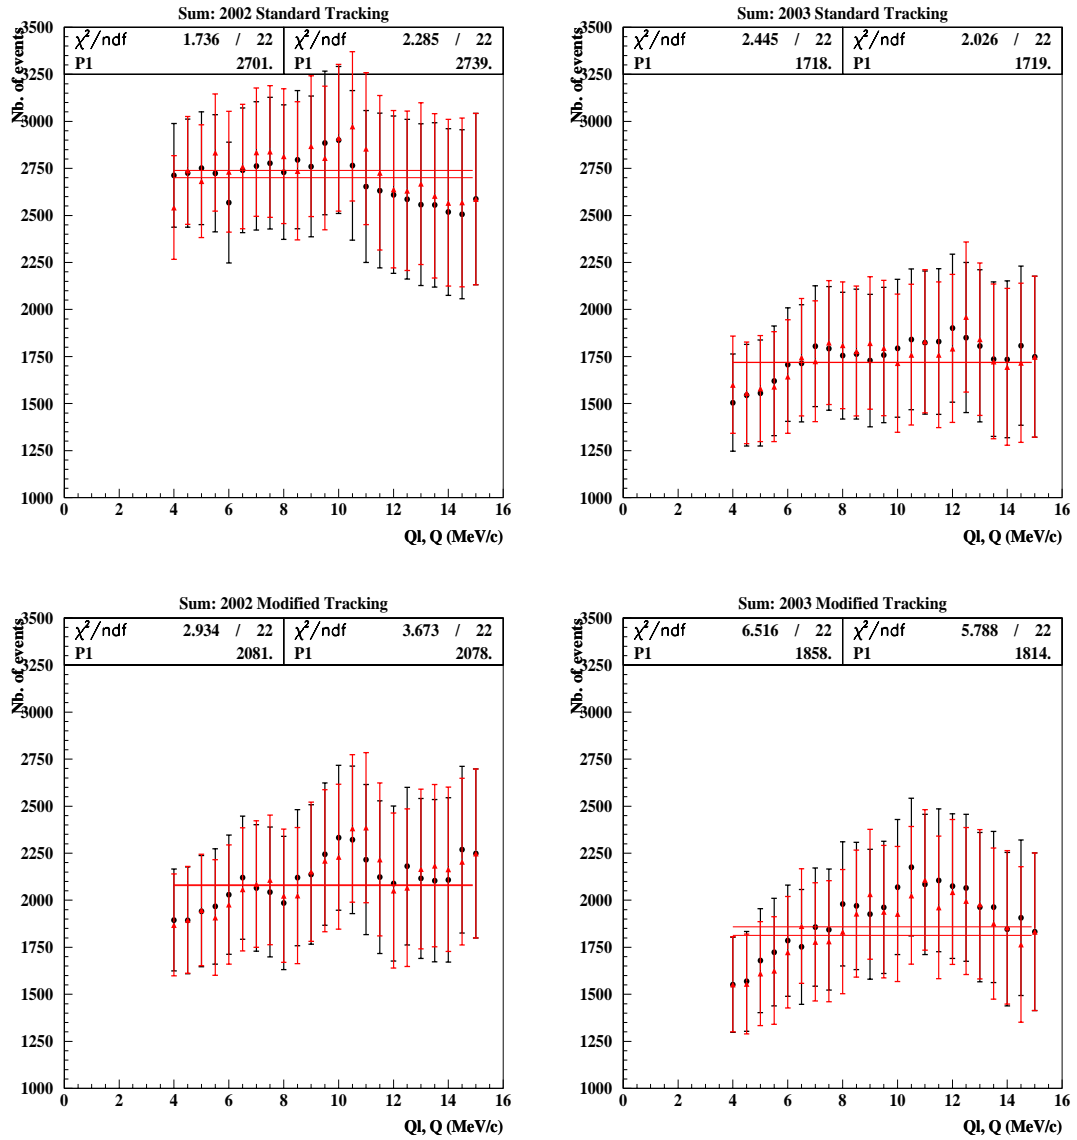 Sum: 2002 Standard Tracking
χ²/ndf 1.736 / 22
P1 2701.
χ²/ndf 2.285 / 22
P1 2739.
Nb. of events
3500
3250
3000
2750
2500
2250
2000
1750
1500
1250
1000
0 2 4 6 8 10 12 14 16
Ql, Q (MeV/c)
Sum: 2003 Standard Tracking
χ²/ndf 2.445 / 22
P1 1718.
χ²/ndf 2.026 / 22
P1 1719.
Nb. of events
3500
3250
3000
2750
2500
2250
2000
1750
1500
1250
1000
0 2 4 6 8 10 12 14 16
Ql, Q (MeV/c)
Sum: 2002 Modified Tracking
χ²/ndf 2.934 / 22
P1 2081.
χ²/ndf 3.673 / 22
P1 2078.
Nb. of events
3500
3250
3000
2750
2500
2250
2000
1750
1500
1250
1000
0 2 4 6 8 10 12 14 16
Ql, Q (MeV/c)
Sum: 2003 Modified Tracking
χ²/ndf 6.516 / 22
P1 1858.
χ²/ndf 5.788 / 22
P1 1814.
Nb. of events
3500
3250
3000
2750
2500
2250
2000
1750
1500
1250
1000
0 2 4 6 8 10 12 14 16
Ql, Q (MeV/c)